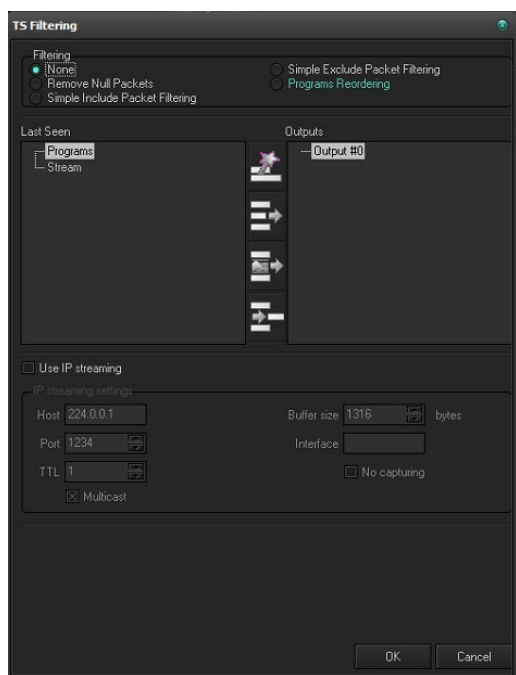 TS Filtering
Filtering
None
Simple Exclude Packet Filtering
Remove Null Packets
Programs Reordering
Simple Include Packet Filtering
Last Seen
Outputs
Programs
Output #0
Stream
Use IP streaming
IP streaming settings
Host 224.0.0.1
Buffer size 1316 bytes
Port 1234
Interface
TTL 1
No capturing
Multicast
OK
Cancel